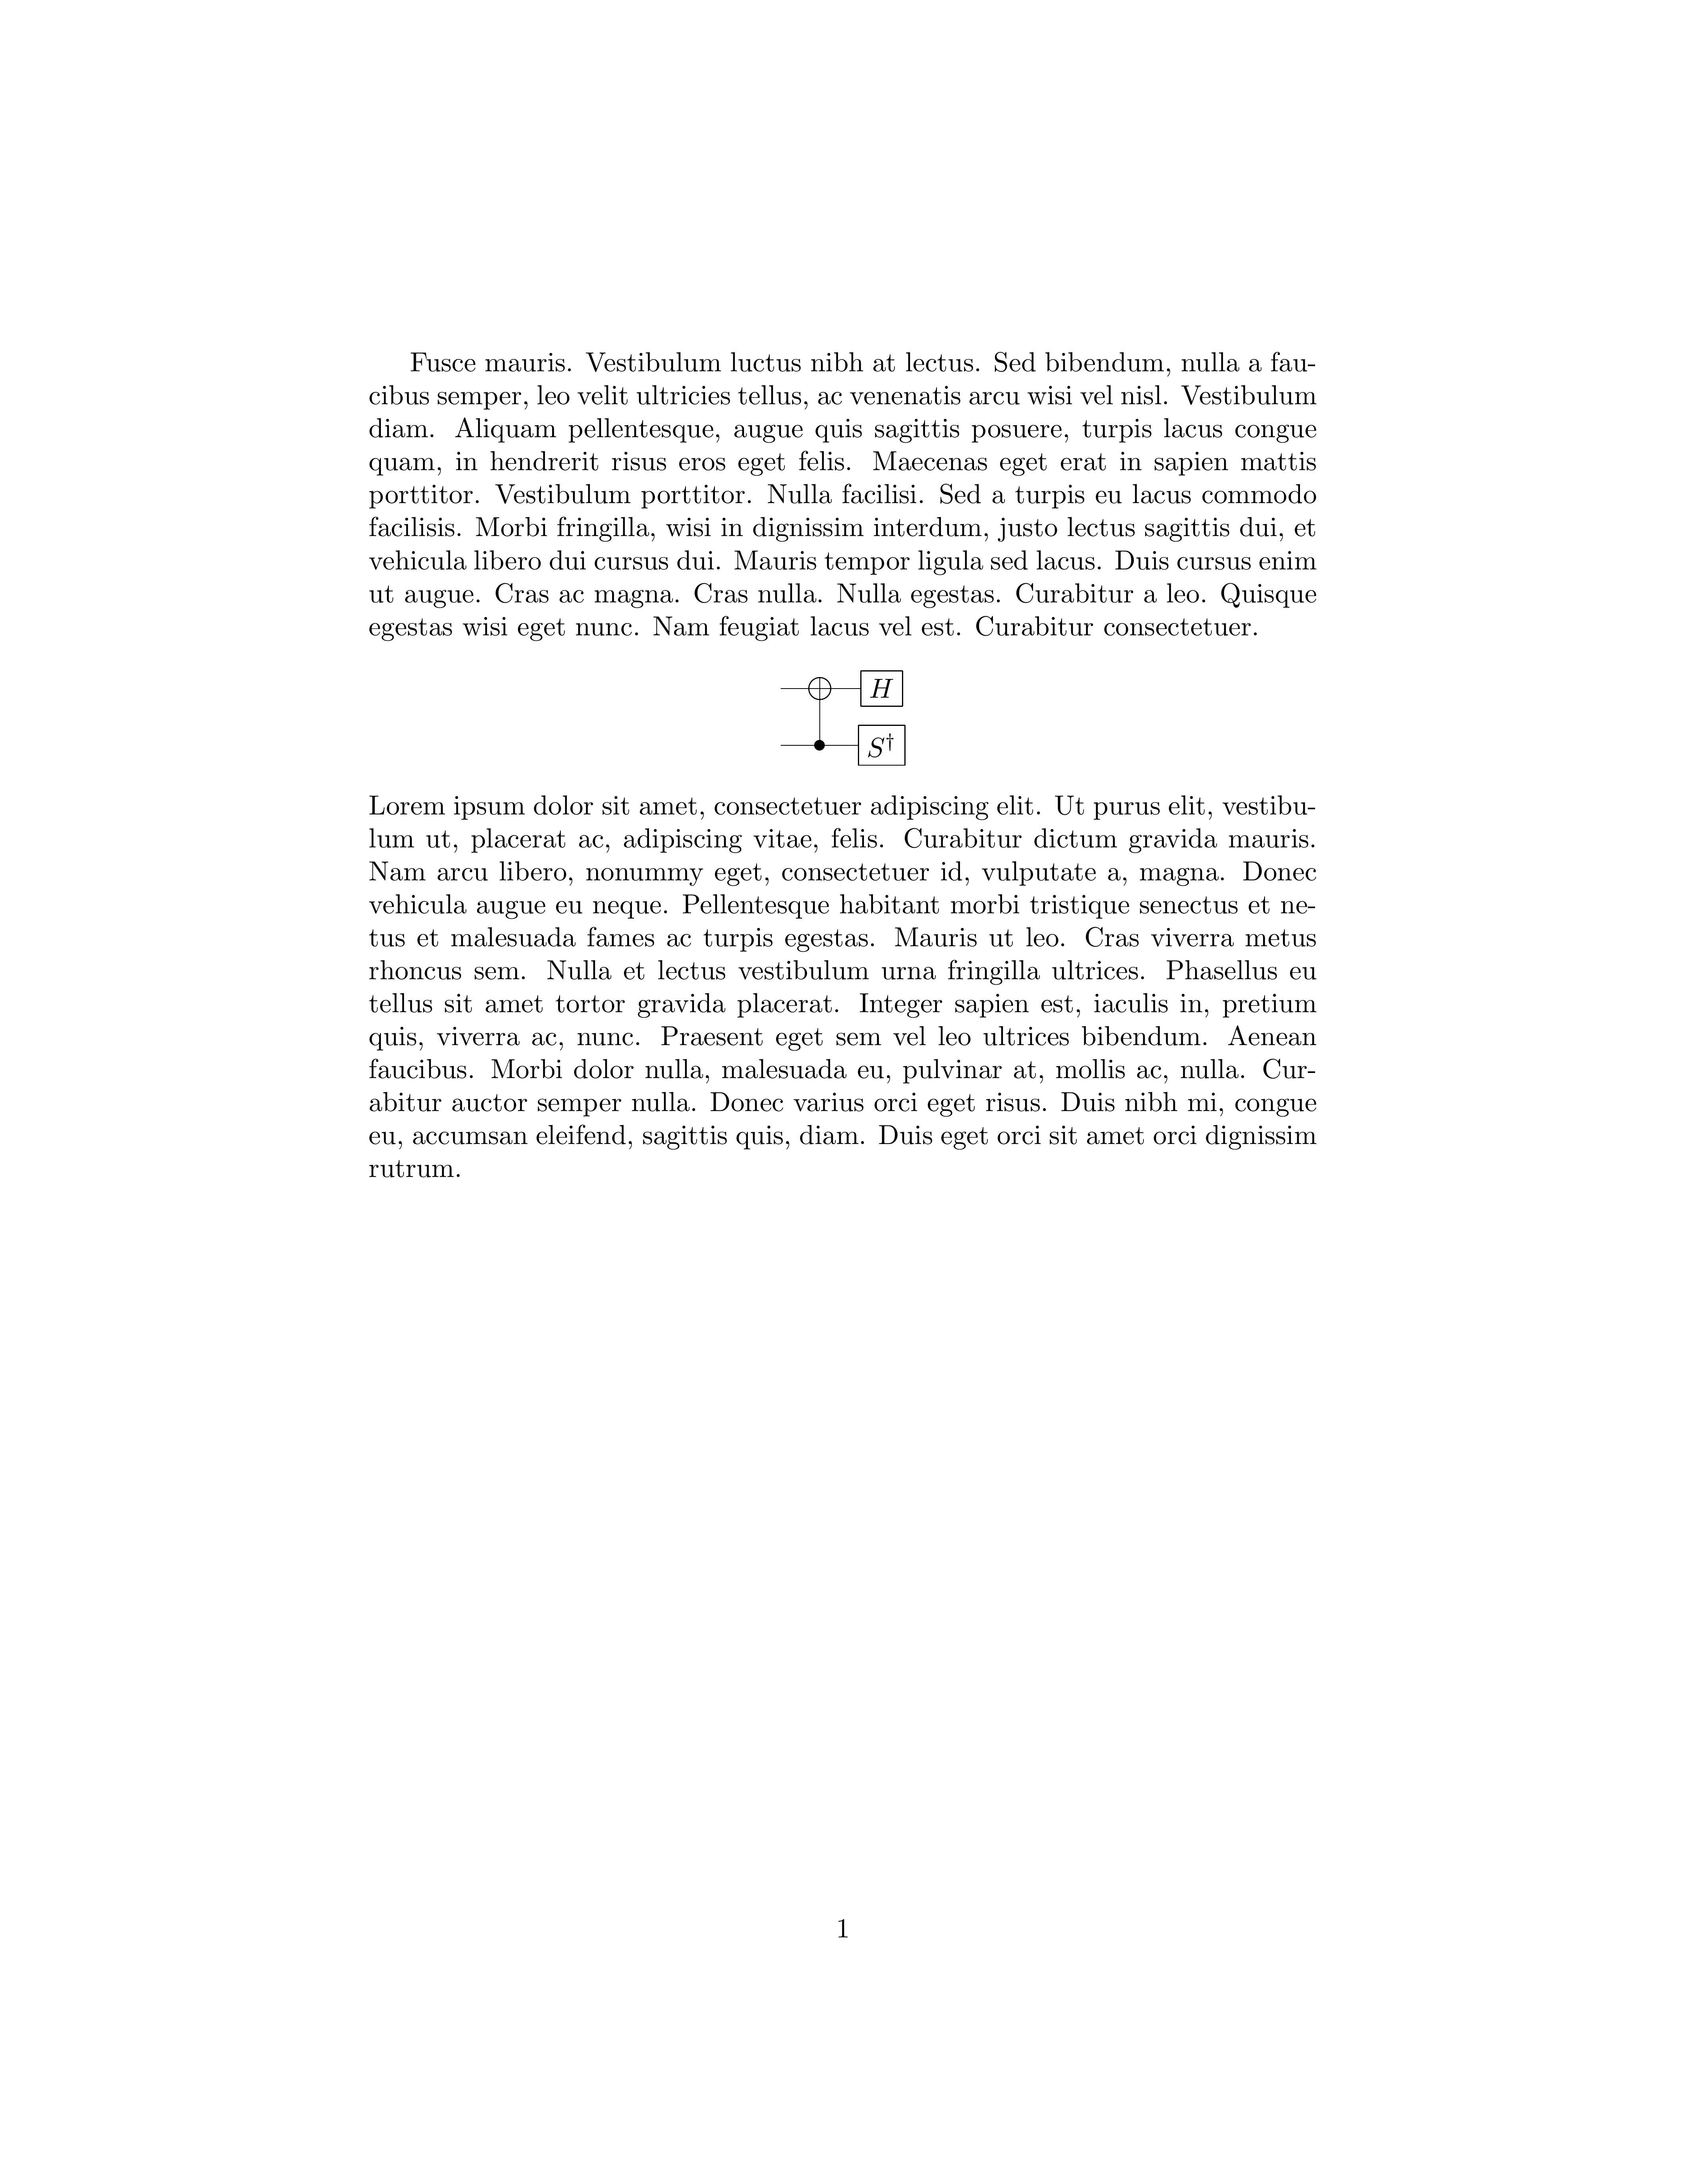 Fusce mauris. Vestibulum luctus nibh at lectus. Sed bibendum, nulla a fau-
cibus semper, leo velit ultricies tellus, ac venenatis arcu wisi vel nisl. Vestibulum
diam. Aliquam pellentesque, augue quis sagittis posuere, turpis lacus congue
quam, in hendrerit risus eros eget felis. Maecenas eget erat in sapien mattis
porttitor. Vestibulum porttitor. Nulla facilisi. Sed a turpis eu lacus commodo
facilisis. Morbi fringilla, wisi in dignissim interdum, justo lectus sagittis dui, et
vehicula libero dui cursus dui. Mauris tempor ligula sed lacus. Duis cursus enim
ut augue. Cras ac magna. Cras nulla. Nulla egestas. Curabitur a leo. Quisque
egestas wisi eget nunc. Nam feugiat lacus vel est. Curabitur consectetuer.
H
S†
Lorem ipsum dolor sit amet, consectetuer adipiscing elit. Ut purus elit, vestibu-
lum ut, placerat ac, adipiscing vitae, felis. Curabitur dictum gravida mauris.
Nam arcu libero, nonummy eget, consectetuer id, vulputate a, magna. Donec
vehicula augue eu neque. Pellentesque habitant morbi tristique senectus et ne-
tus et malesuada fames ac turpis egestas. Mauris ut leo. Cras viverra metus
rhoncus sem. Nulla et lectus vestibulum urna fringilla ultrices. Phasellus eu
tellus sit amet tortor gravida placerat. Integer sapien est, iaculis in, pretium
quis, viverra ac, nunc. Praesent eget sem vel leo ultrices bibendum. Aenean
faucibus. Morbi dolor nulla, malesuada eu, pulvinar at, mollis ac, nulla. Cur-
abitur auctor semper nulla. Donec varius orci eget risus. Duis nibh mi, congue
eu, accumsan eleifend, sagittis quis, diam. Duis eget orci sit amet orci dignissim
rutrum.
1